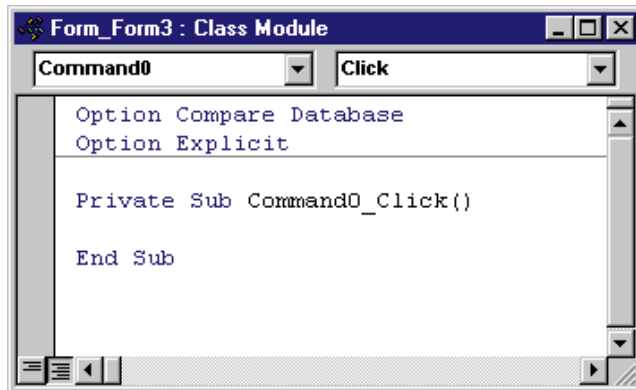 Form_Form3 : Class Module
Command0 Click
Option Compare Database
Option Explicit
Private Sub Command0_Click()
End Sub